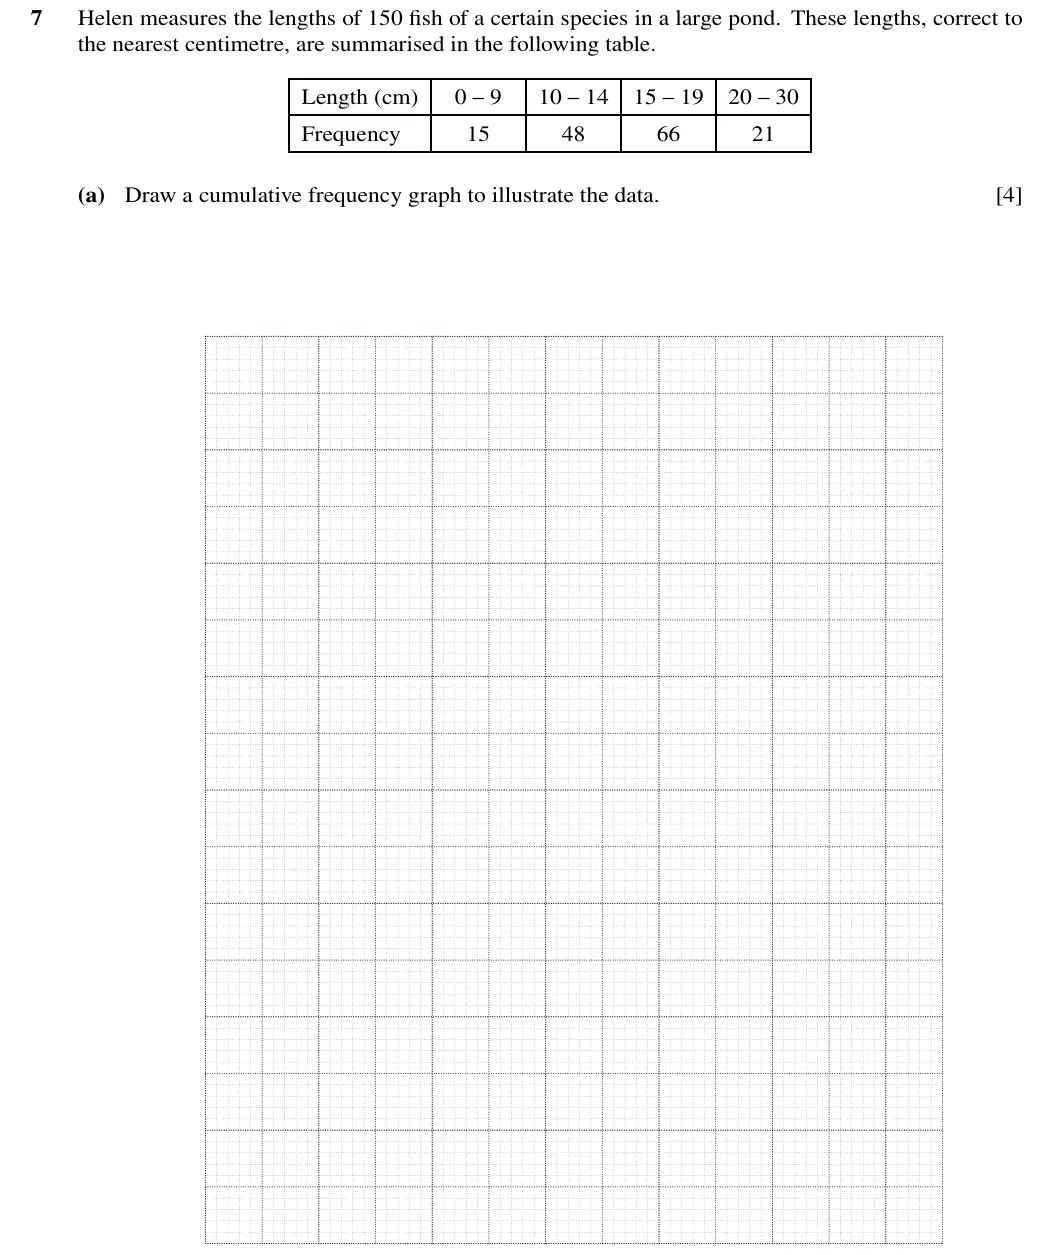 7 Helen measures the lengths of 150 fish of a certain species in a large pond. These lengths, correct to
the nearest centimetre, are summarised in the following table.
Length (cm) 0 – 9 10 – 14 15 – 19 20 – 30
Frequency 15 48 66 21
(a) Draw a cumulative frequency graph to illustrate the data. [4]